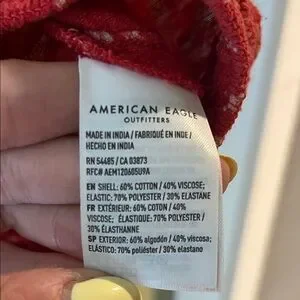 AMERICAN EAGLE
OUTFITTERS
MADE IN INDIA / FABRIQUÉ EN INDE /
HECHO EN INDIA
RN 54485 / CA 03873
RFC# AEM120605U9A
EN SHELL: 60% COTTON / 40% VISCOSE;
ELASTIC: 70% POLYESTER / 30% ELASTANE
FR EXTÉRIEUR: 60% COTON / 40%
VISCOSE; ÉLASTIQUE: 70% POLYESTER /
30% ÉLASTHANNE
SP EXTERIOR: 60% algodón / 40% viscosa;
ELÁSTICO: 70% poliéster / 30% elastano